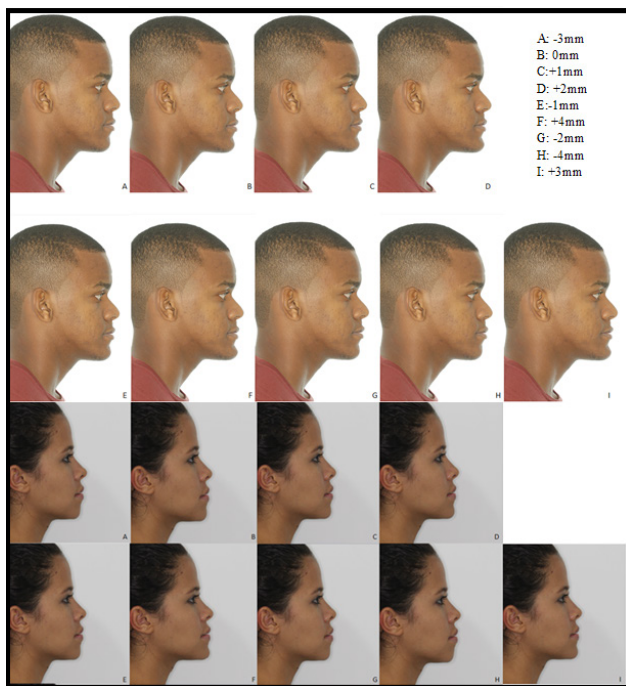 A: -3mm
B: 0mm
C:+1mm
D: +2mm
E:-1mm
F: +4mm
G: -2mm
H: -4mm
I: +3mm
A B C D
E F G H I
A B C D
E F G H I